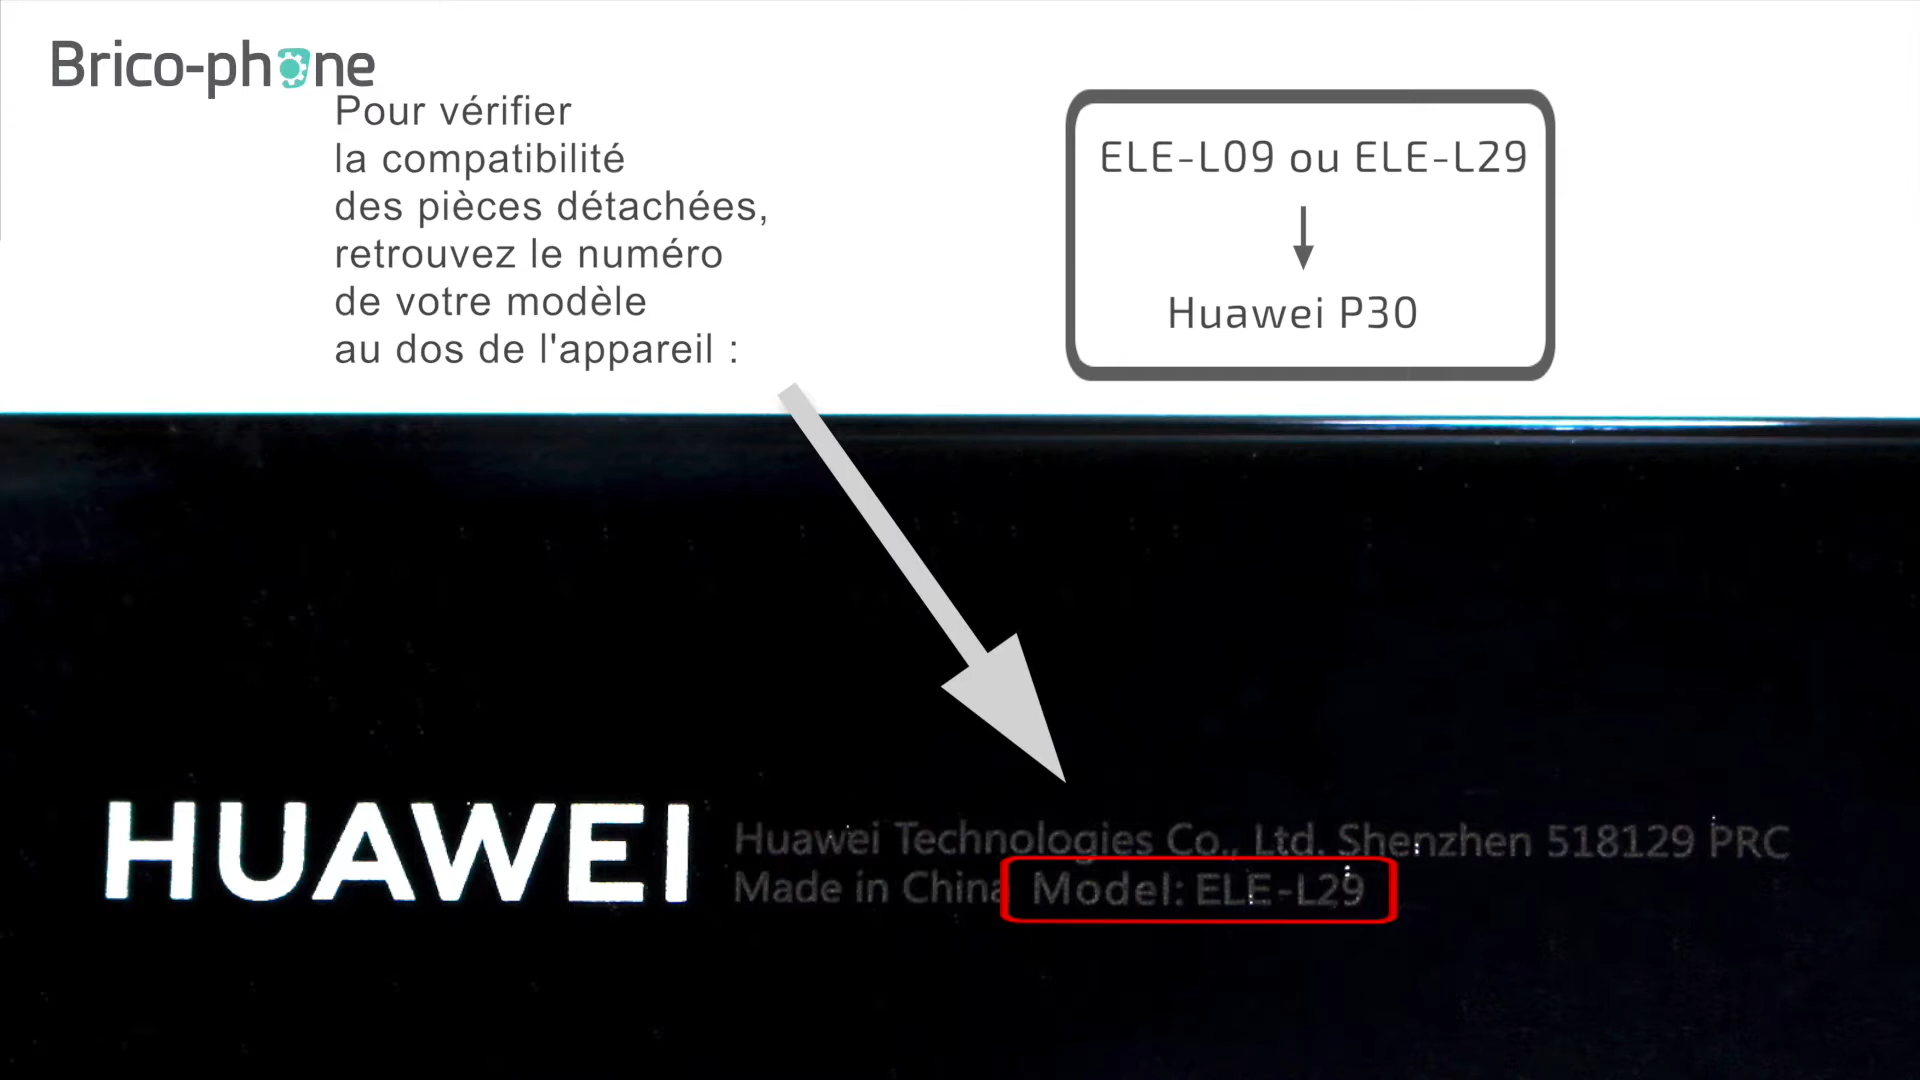 Brico-phone
Pour vérifier
la compatibilité
des pièces détachées,
retrouvez le numéro
de votre modèle
au dos de l'appareil :
ELE-L09 ou ELE-L29
Huawei P30
HUAWEI
Huawei Technologies Co., Ltd. Shenzhen 518129 PRC
Made in China Model: ELE-L29